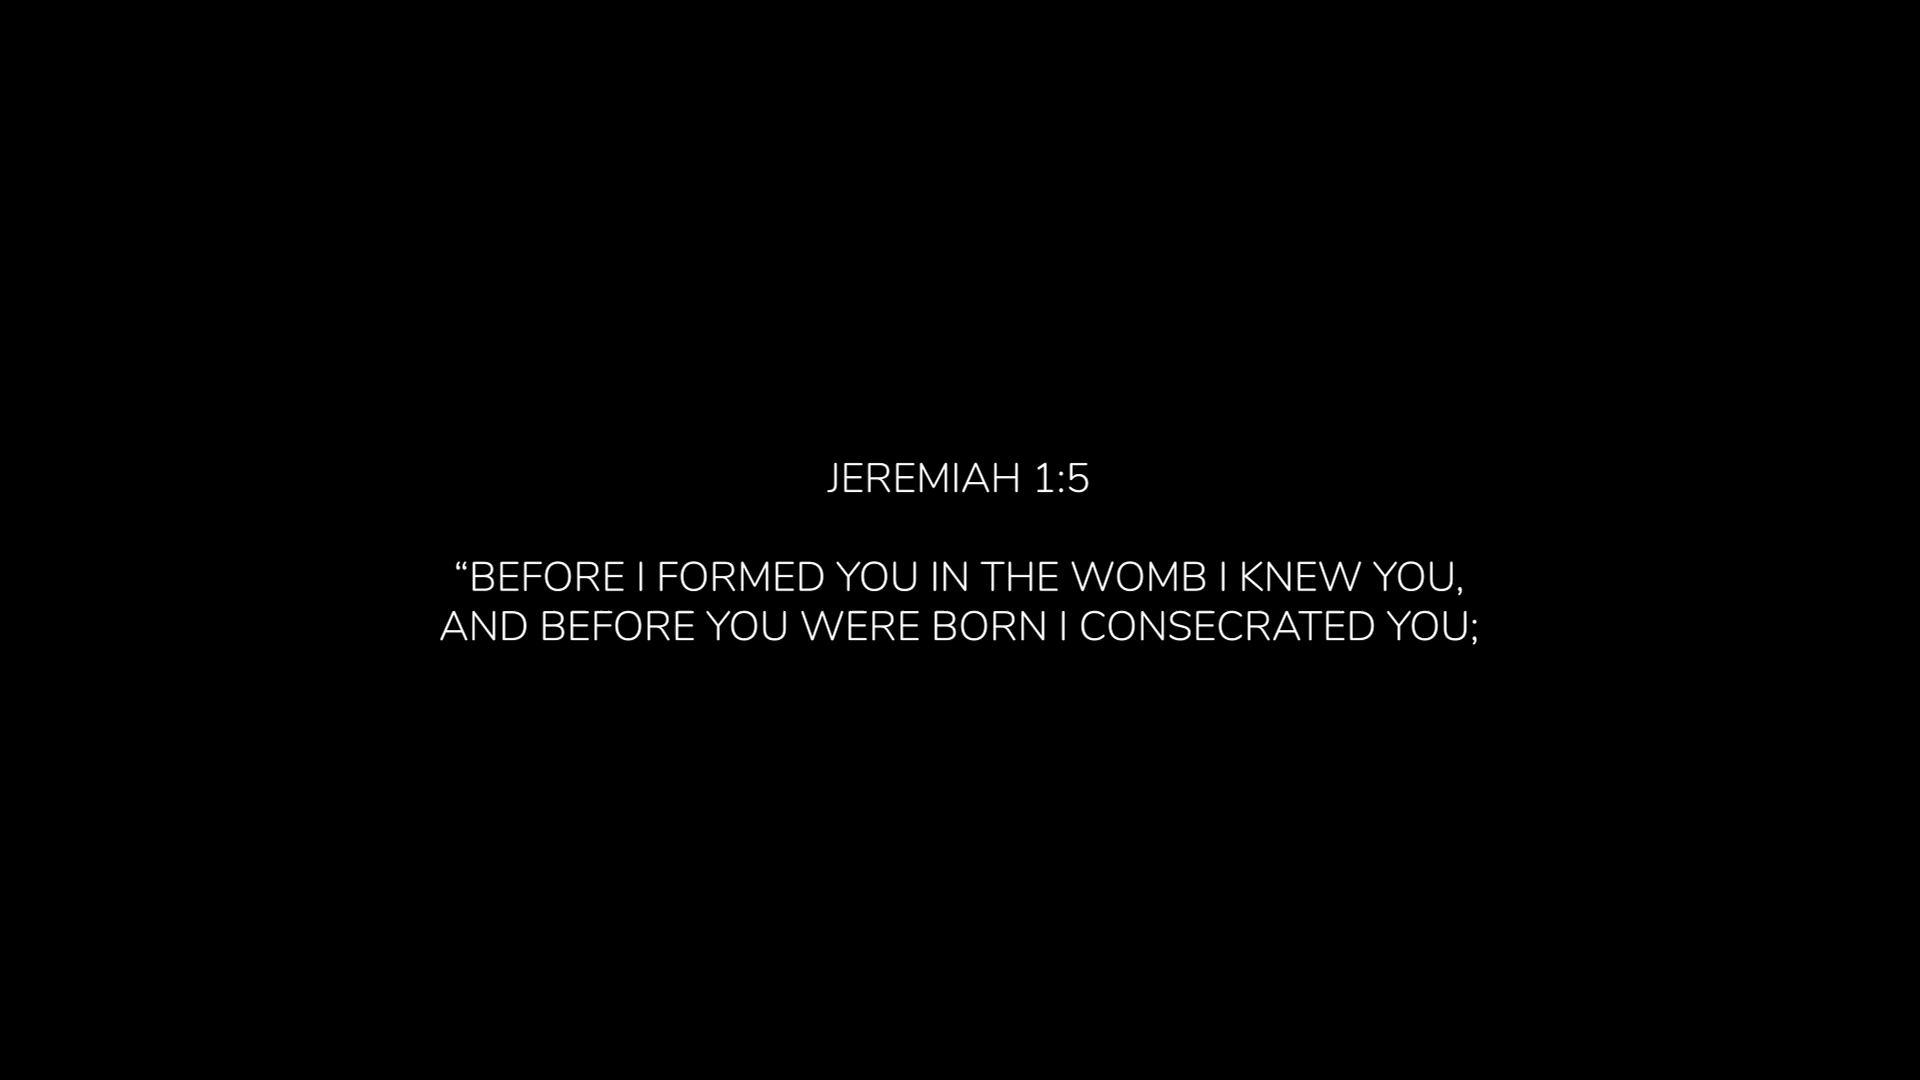 JEREMIAH 1:5
“BEFORE I FORMED YOU IN THE WOMB I KNEW YOU,
AND BEFORE YOU WERE BORN I CONSECRATED YOU;